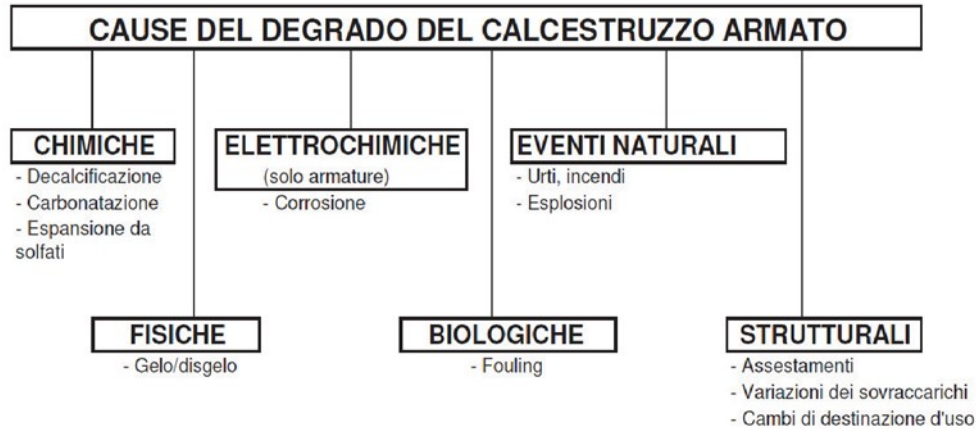 CAUSE DEL DEGRADO DEL CALCESTRUZZO ARMATO
CHIMICHE
- Decalcificazione
- Carbonatazione
- Espansione da
solfati
ELETTROCHIMICHE
(solo armature)
- Corrosione
EVENTI NATURALI
- Urti, incendi
- Esplosioni
FISICHE
- Gelo/disgelo
BIOLOGICHE
- Fouling
STRUTTURALI
- Assestamenti
- Variazioni dei sovraccarichi
- Cambi di destinazione d'uso